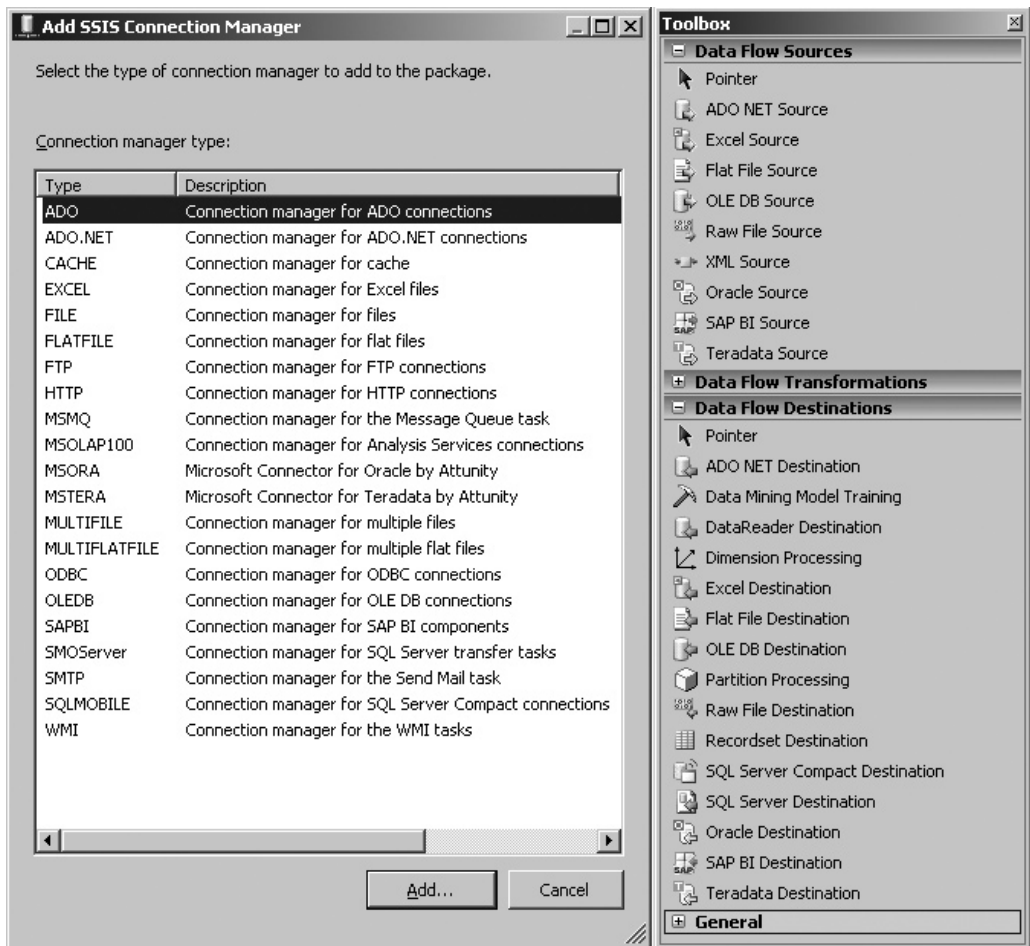 Add SSIS Connection Manager
Select the type of connection manager to add to the package.
Connection manager type:
Type Description
ADO Connection manager for ADO connections
ADO.NET Connection manager for ADO.NET connections
CACHE Connection manager for cache
EXCEL Connection manager for Excel files
FILE Connection manager for files
FLATFILE Connection manager for flat files
FTP Connection manager for FTP connections
HTTP Connection manager for HTTP connections
MSMQ Connection manager for the Message Queue task
MSOLAP100 Connection manager for Analysis Services connections
MSORA Microsoft Connector for Oracle by Attunity
MSTERA Microsoft Connector for Teradata by Attunity
MULTIFILE Connection manager for multiple files
MULTIFLATFILE Connection manager for multiple flat files
ODBC Connection manager for ODBC connections
OLEDB Connection manager for OLE DB connections
SAPBI Connection manager for SAP BI components
SMOServer Connection manager for SQL Server transfer tasks
SMTP Connection manager for the Send Mail task
SQLMOBILE Connection manager for SQL Server Compact connections
WMI Connection manager for the WMI tasks
Add... Cancel
Toolbox
Data Flow Sources
Pointer
ADO NET Source
Excel Source
Flat File Source
OLE DB Source
Raw File Source
XML Source
Oracle Source
SAP BI Source
Teradata Source
Data Flow Transformations
Data Flow Destinations
Pointer
ADO NET Destination
Data Mining Model Training
DataReader Destination
Dimension Processing
Excel Destination
Flat File Destination
OLE DB Destination
Partition Processing
Raw File Destination
Recordset Destination
SQL Server Compact Destination
SQL Server Destination
Oracle Destination
SAP BI Destination
Teradata Destination
General